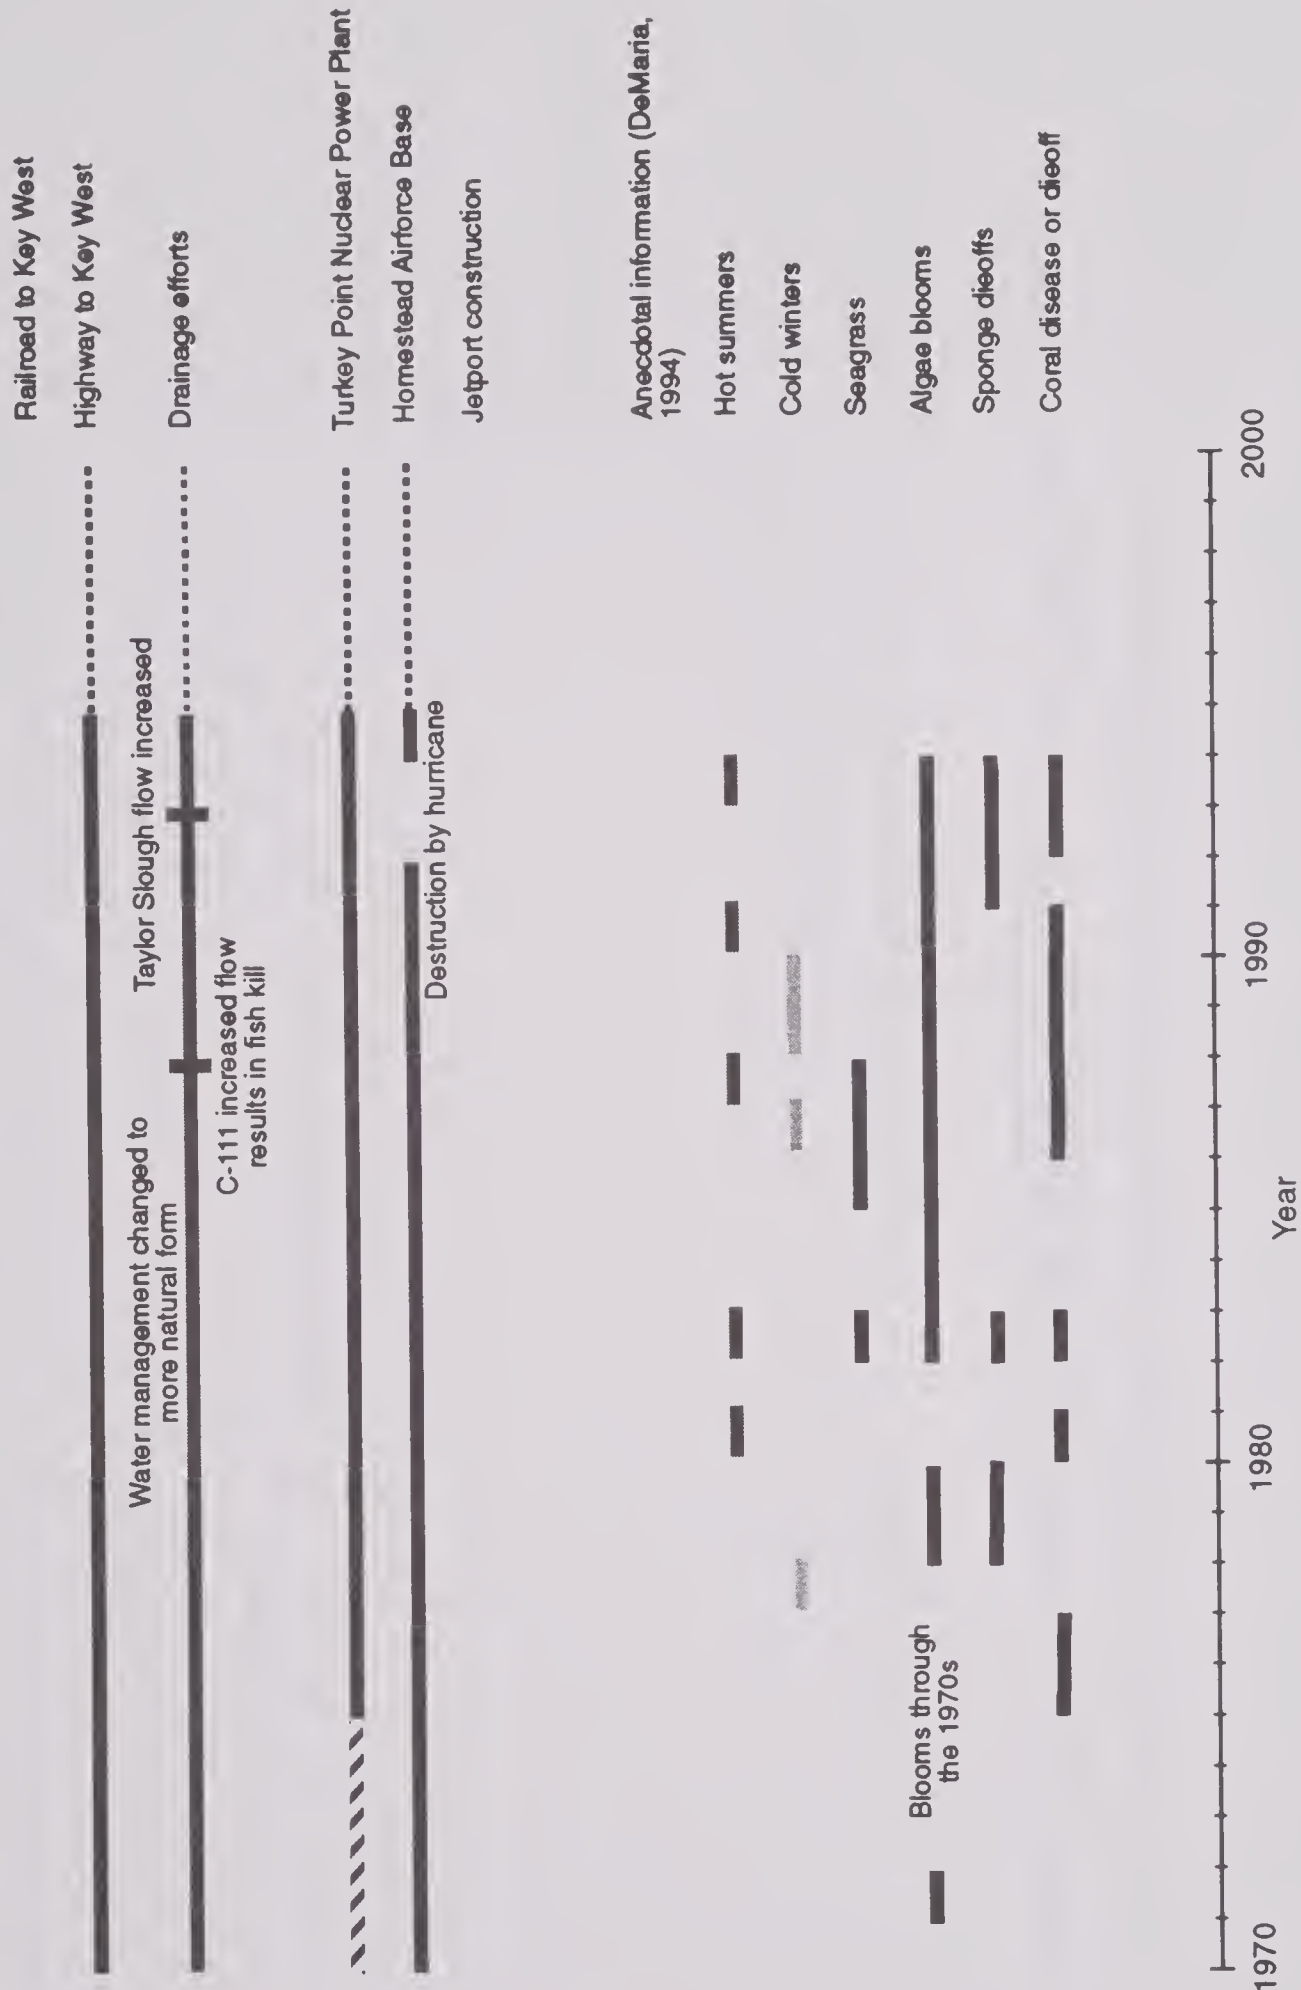 Railroad to Key West
Highway to Key West
Taylor Slough flow increased
Water management changed to
more natural form
Drainage efforts
C-111 increased flow
results in fish kill
Turkey Point Nuclear Power Plant
Homestead Airforce Base
Destruction by hurricane
Jetport construction
Anecdotal information (DeMaria,
1994)
Hot summers
Cold winters
Seagrass
Algae blooms
Blooms through
the 1970s
Sponge dieoffs
Coral disease or dieoff
1970 1980 1990 2000
Year